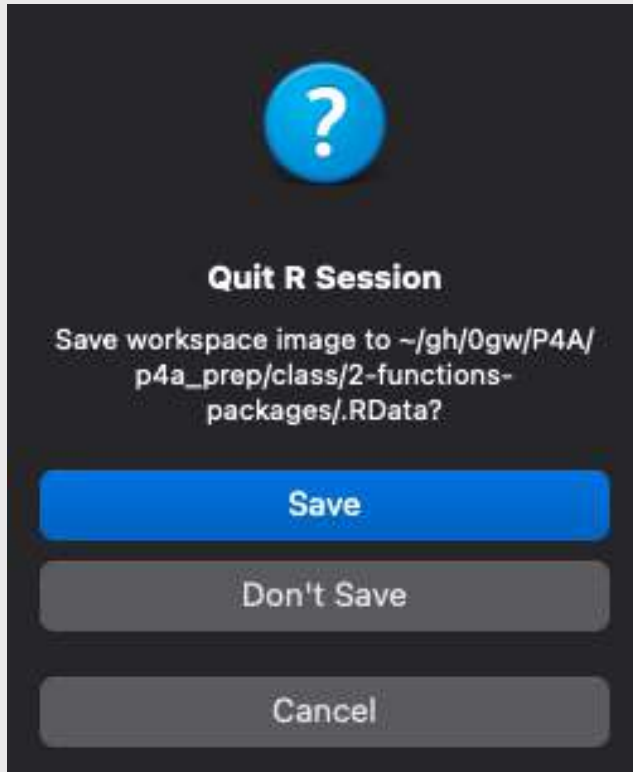 ?
Quit R Session
Save workspace image to ~/gh/0gw/P4A/
p4a_prep/class/2-functions-
packages/.RData?
Save
Don't Save
Cancel